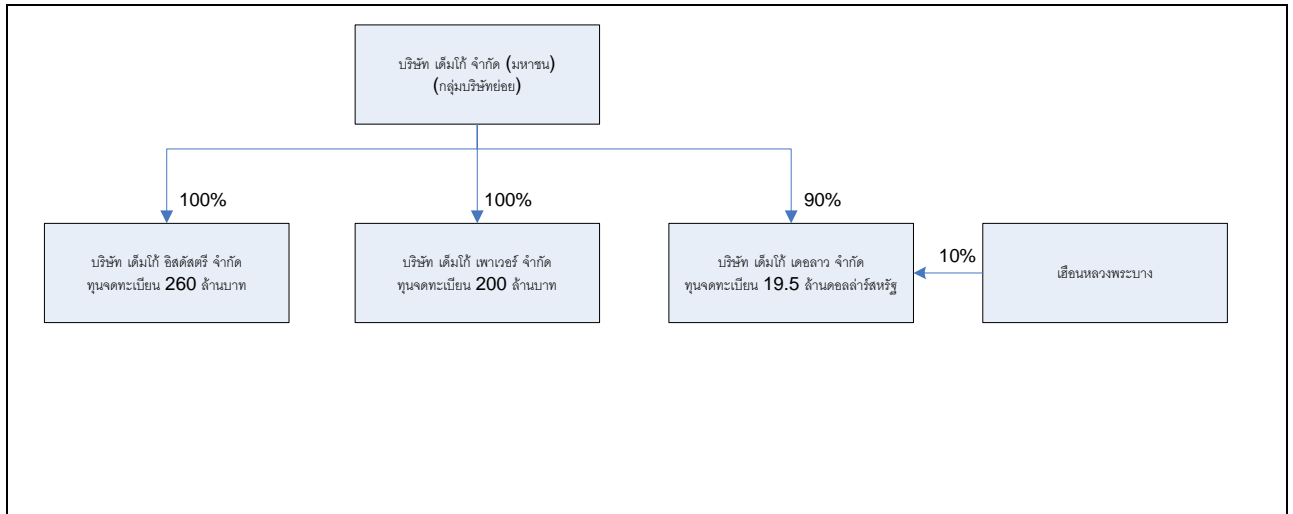 บริษัท เด็มโก้ จำกัด (มหาชน)
(กลุ่มบริษัทย่อย)
100%
100%
90%
บริษัท เด็มโก้ อิสดัสตรี จำกัด
ทุนจดทะเบียน 260 ล้านบาท
บริษัท เด็มโก้ เพาเวอร์ จำกัด
ทุนจดทะเบียน 200 ล้านบาท
บริษัท เด็มโก้ เดอลาว จำกัด
ทุนจดทะเบียน 19.5 ล้านดอลล่าร์สหรัฐ
10%
เฮือนหลวงพระบาง